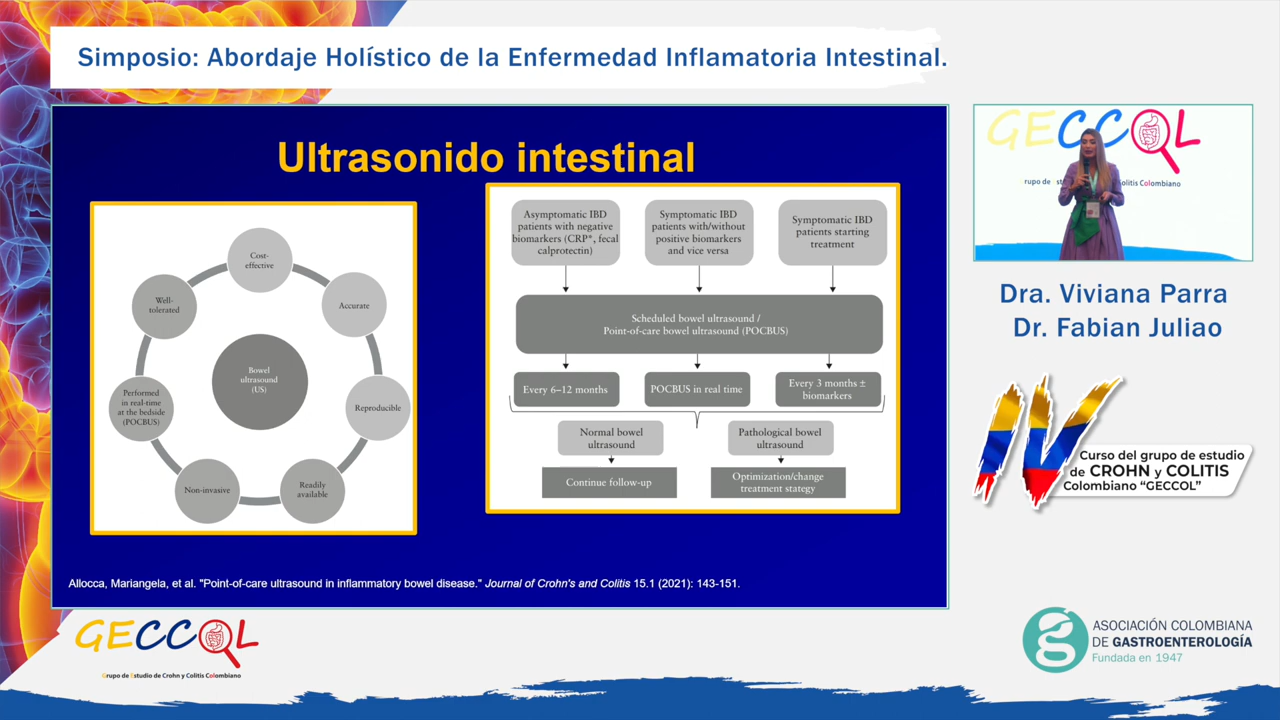 Simposio: Abordaje Holístico de la Enfermedad Inflamatoria Intestinal.
Ultrasonido intestinal
Cost-
effective
Accurate
Reproducible
Readily
available
Non-invasive
Performed
in real-time
at the bedside
(POCBUS)
Well-
tolerated
Bowel
ultrasound
(US)
Asymptomatic IBD
patients with negative
biomarkers (CRP*, fecal
calprotectin)
Symptomatic IBD
patients with/without
positive biomarkers
and vice versa
Symptomatic IBD
patients starting
treatment
Scheduled bowel ultrasound /
Point-of-care bowel ultrasound (POCBUS)
Every 6–12 months
POCBUS in real time
Every 3 months ±
biomarkers
Normal bowel
ultrasound
Pathological bowel
ultrasound
Continue follow-up
Optimization/change
treatment stategy
Allocca, Mariangela, et al. "Point-of-care ultrasound in inflammatory bowel disease." Journal of Crohn's and Colitis 15.1 (2021): 143-151.
GECCOL
rupo de st Colitis Colombiano
Dra. Viviana Parra
Dr. Fabian Juliao
IV
Curso del grupo de estudio
de CROHN y COLITIS
Colombiano “GECCOL”
GECCOL
Grupo de Estudio de Crohn y Colitis Colombiano
ASOCIACIÓN COLOMBIANA
DE GASTROENTEROLOGÍA
Fundada en 1947